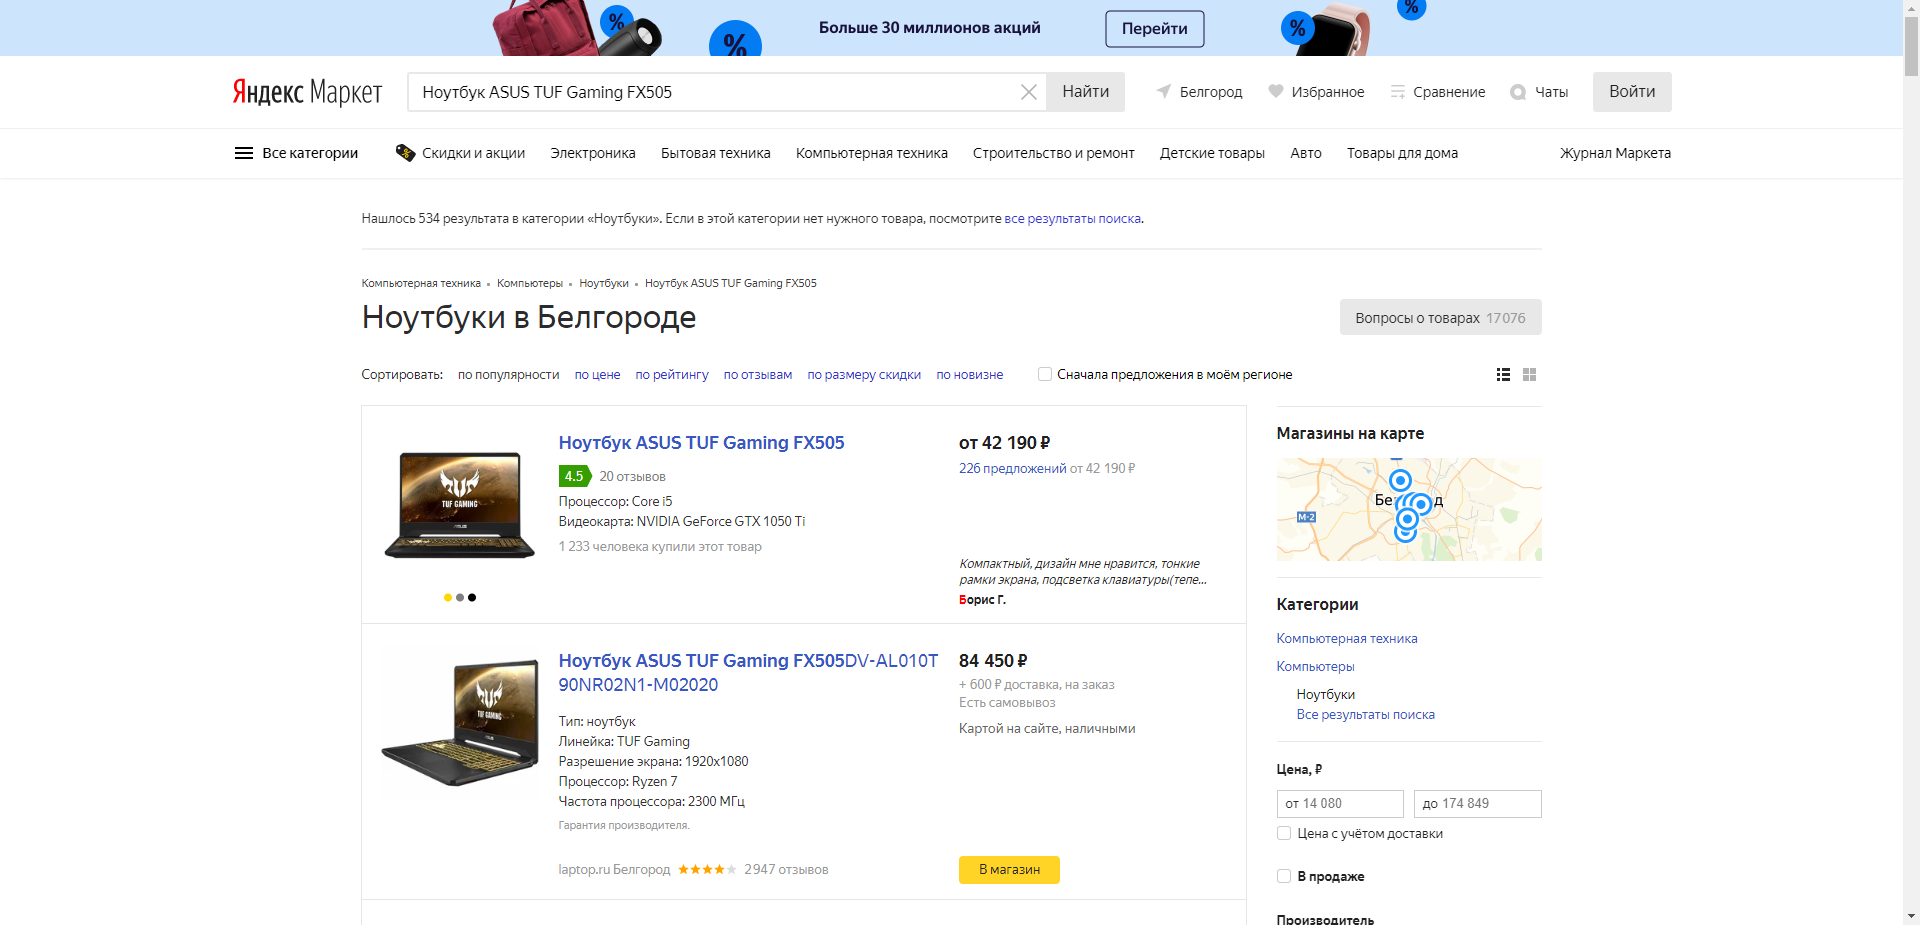 Больше 30 миллионов акций
Перейти
Яндекс Маркет
Ноутбук ASUS TUF Gaming FX505
Найти
Белгород
Избранное
Сравнение
Чаты
Войти
Все категории
Скидки и акции
Электроника
Бытовая техника
Компьютерная техника
Строительство и ремонт
Детские товары
Авто
Товары для дома
Журнал Маркета
Нашлось 534 результата в категории «Ноутбуки». Если в этой категории нет нужного товара, посмотрите все результаты поиска.
Компьютерная техника
Компьютеры
Ноутбуки
Ноутбук ASUS TUF Gaming FX505
Ноутбуки в Белгороде
Вопросы о товарах 17076
Сортировать: по популярности по цене по рейтингу по отзывам по размеру скидки по новизне
Сначала предложения в моём регионе
Ноутбук ASUS TUF Gaming FX505
4.5 20 отзывов
Процессор: Core i5
Видеокарта: NVIDIA GeForce GTX 1050 Ti
1 233 человека купили этот товар
TUF GAMING
от 42 190 ₽
226 предложений от 42 190 ₽
Компактный, дизайн мне нравится, тонкие
рамки экрана, подсветка клавиатуры(тепе...
Борис Г.
Ноутбук ASUS TUF Gaming FX505DV-AL010T
90NR02N1-M02020
Тип: ноутбук
Линейка: TUF Gaming
Разрешение экрана: 1920x1080
Процессор: Ryzen 7
Частота процессора: 2300 МГц
Гарантия производителя.
laptop.ru Белгород
2947 отзывов
TUF GAMING
84 450 ₽
+ 600 ₽ доставка, на заказ
Есть самовывоз
Картой на сайте, наличными
В магазин
Магазины на карте
М-2
Категории
Компьютерная техника
Компьютеры
Ноутбуки
Все результаты поиска
Цена, ₽
от 14 080
до 174 849
Цена с учётом доставки
В продаже
Производитель